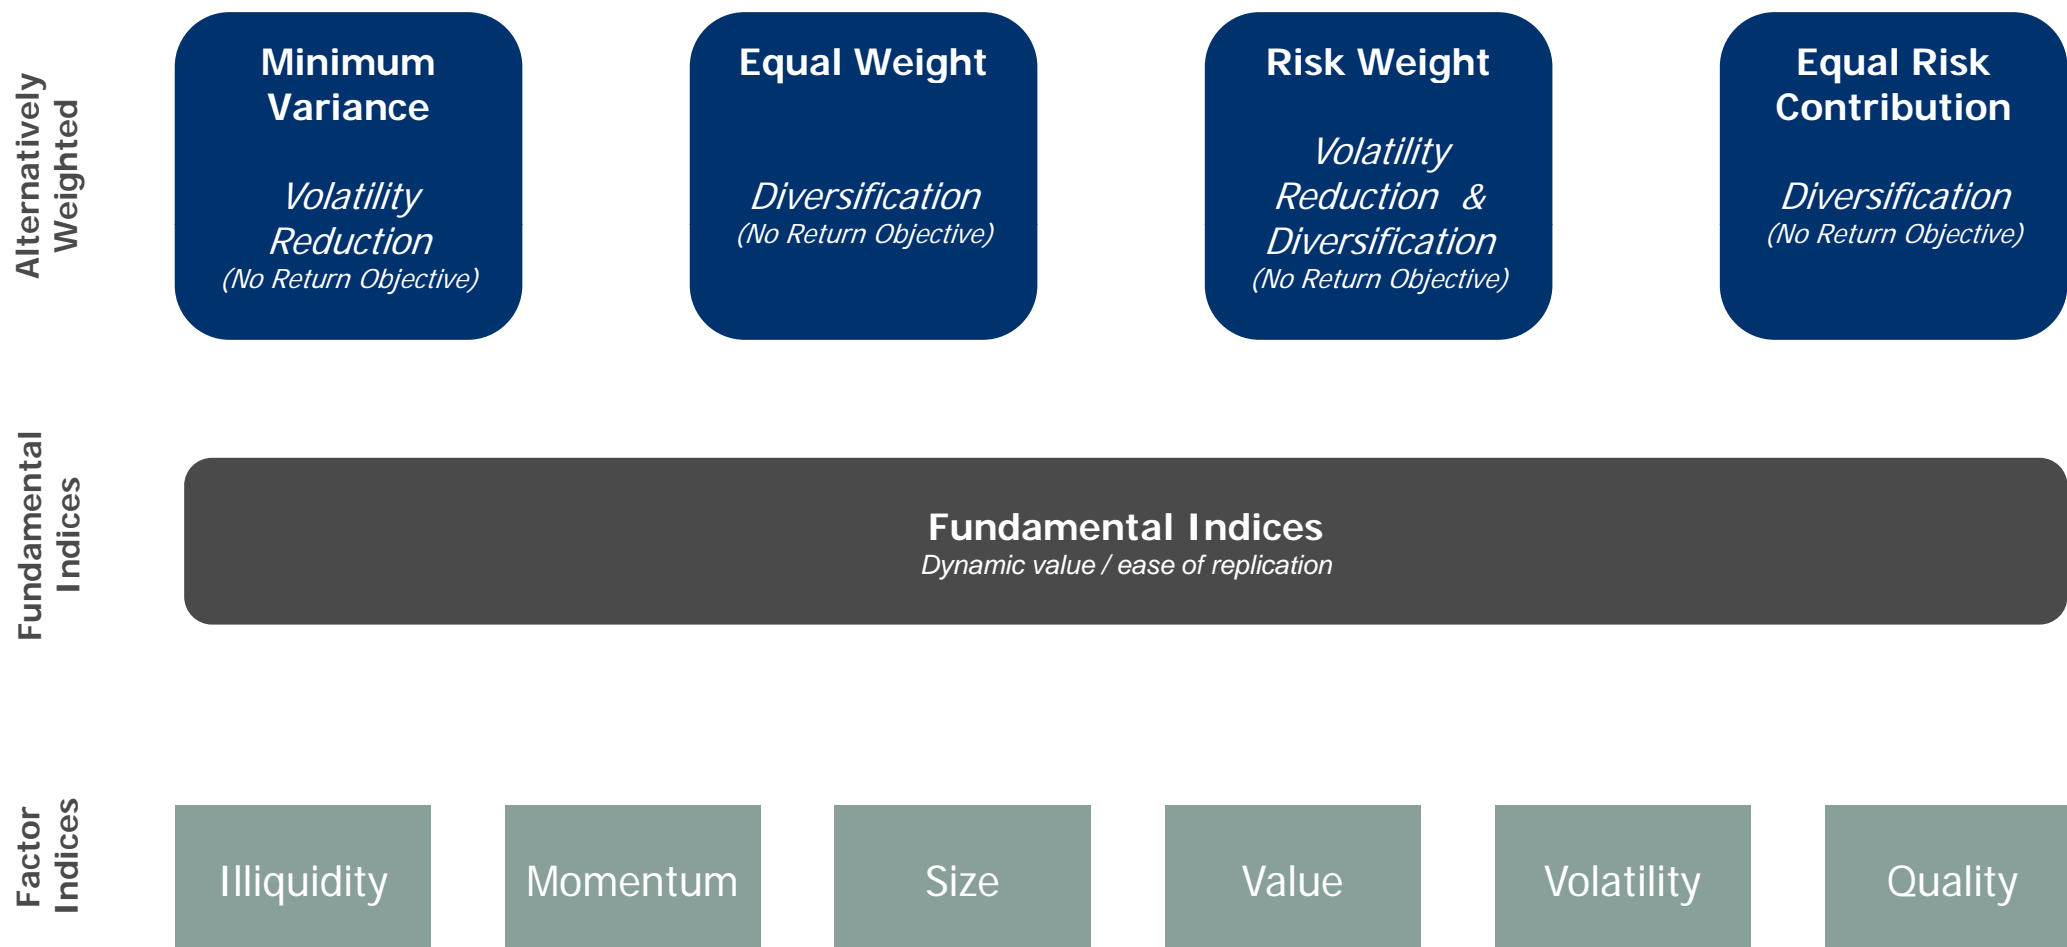 Alternatively
Weighted
Minimum
Variance
Volatility
Reduction
(No Return Objective)
Equal Weight
Diversification
(No Return Objective)
Risk Weight
Volatility
Reduction &
Diversification
(No Return Objective)
Equal Risk
Contribution
Diversification
(No Return Objective)
Fundamental
Indices
Fundamental Indices
Dynamic value / ease of replication
Factor
Indices
Illiquidity
Momentum
Size
Value
Volatility
Quality